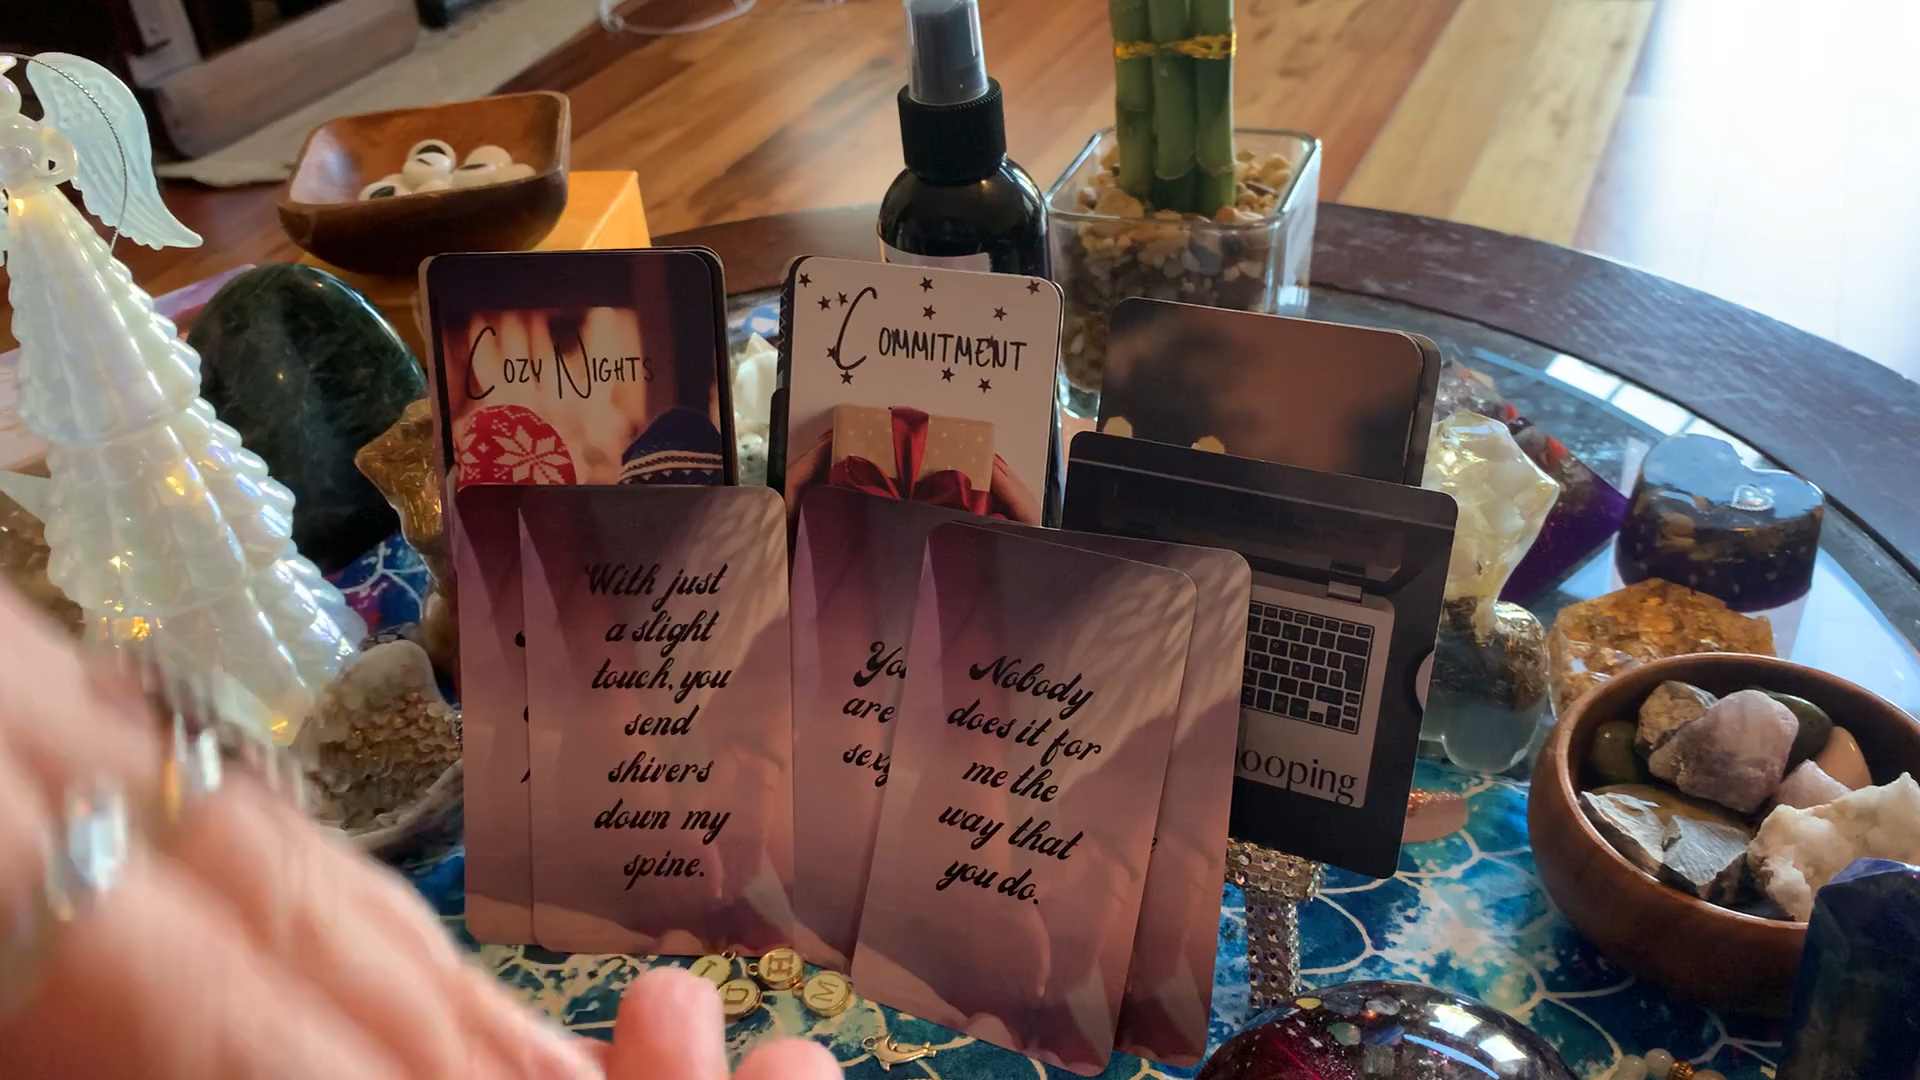 Cozy Nights
Commitment
With just
a slight
touch, you
send
shivers
down my
spine.
are
Nobody
does it for
me the
way that
you do.
H
U
M